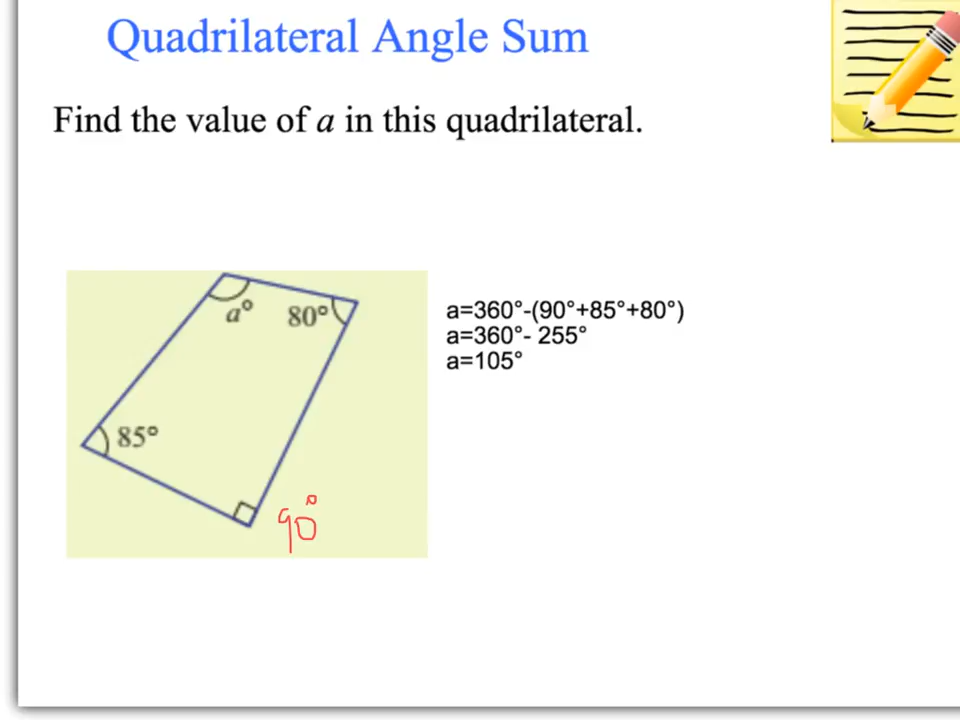 Quadrilateral Angle Sum
Find the value of a in this quadrilateral.
a°
80°
a=360°-(90°+85°+80°)
a=360°- 255°
a=105°
85°
90°